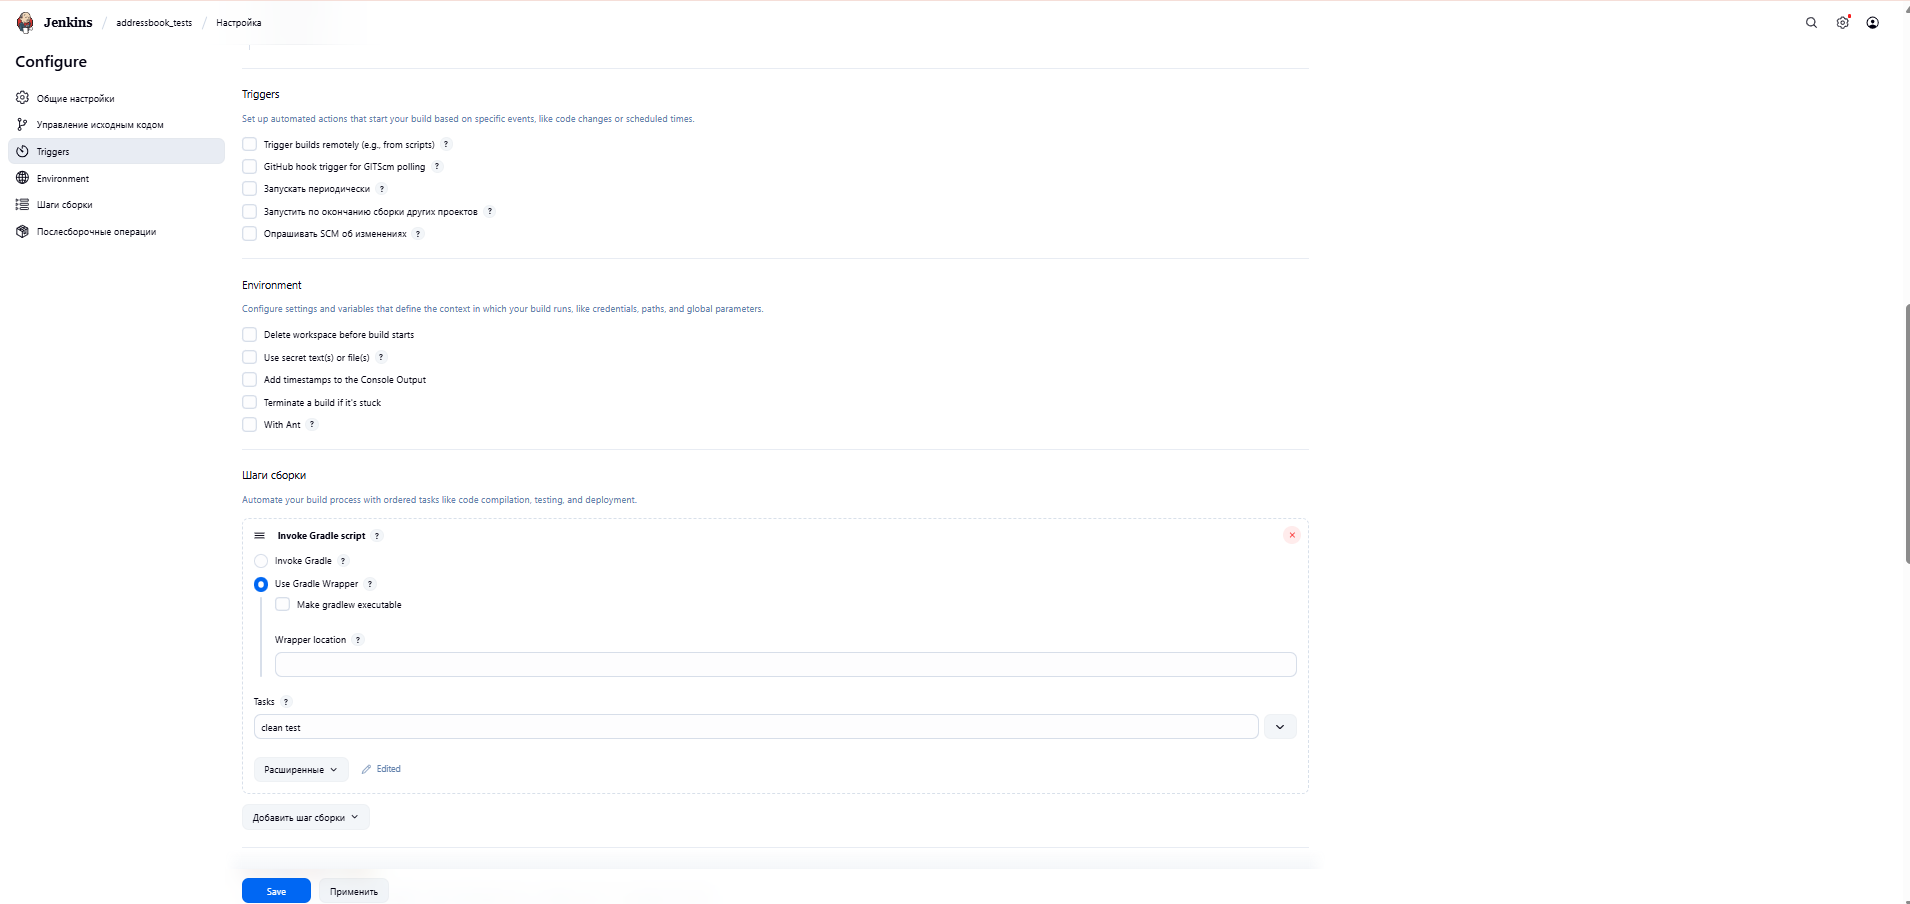 Jenkins / addressbook_tests / Настройка
Configure
Общие настройки
Управление исходным кодом
Triggers
Environment
Шаги сборки
Послесборочные операции
Triggers
Set up automated actions that start your build based on specific events, like code changes or scheduled times.
Trigger builds remotely (e.g., from scripts) ?
GitHub hook trigger for GITScm polling ?
Запускать периодически ?
Запустить по окончанию сборки других проектов ?
Опрашивать SCM об изменениях ?
Environment
Configure settings and variables that define the context in which your build runs, like credentials, paths, and global parameters.
Delete workspace before build starts
Use secret text(s) or file(s) ?
Add timestamps to the Console Output
Terminate a build if it's stuck
With Ant ?
Шаги сборки
Automate your build process with ordered tasks like code compilation, testing, and deployment.
Invoke Gradle script ?
Invoke Gradle ?
Use Gradle Wrapper ?
Make gradlew executable
Wrapper location ?
Tasks ?
clean test
Расширенные
Edited
Добавить шаг сборки
Save
Применить